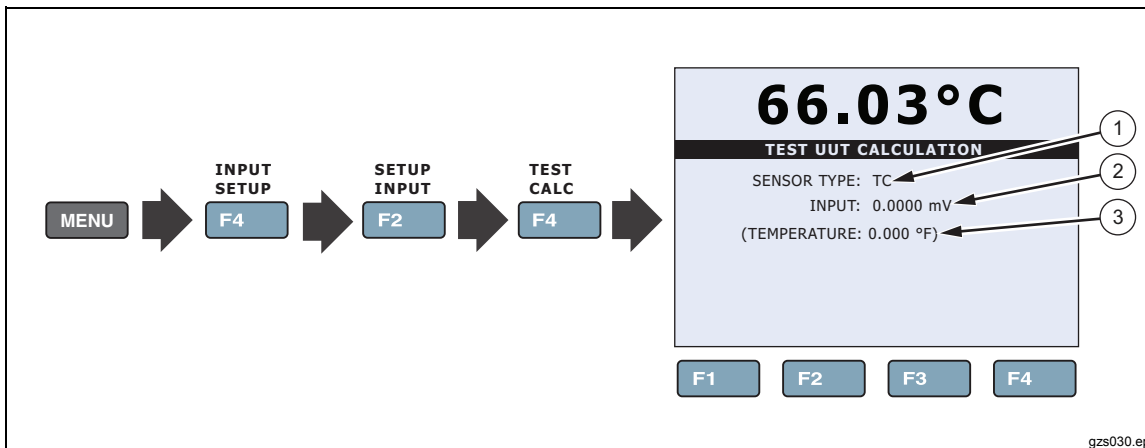 MENU
INPUT
SETUP
F4
SETUP
INPUT
F2
TEST
CALC
F4
66.03°C
TEST UUT CALCULATION
SENSOR TYPE: TC
INPUT: 0.0000 mV
(TEMPERATURE: 0.000 °F)
1
2
3
F1 F2 F3 F4